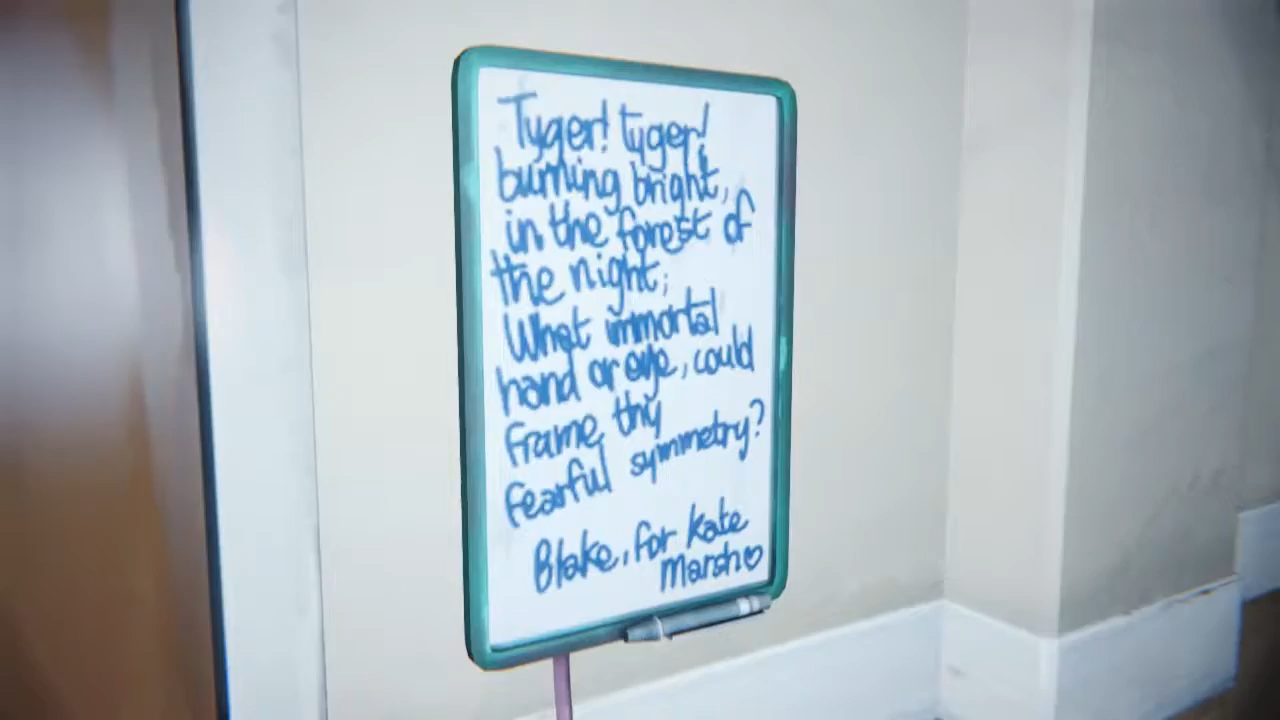 Tyger! tyger!
burning bright,
in the forest of
the night;
What immortal
hand or eye, could
frame thy
fearful symmetry?
Blake, for Kate
Marsh♡